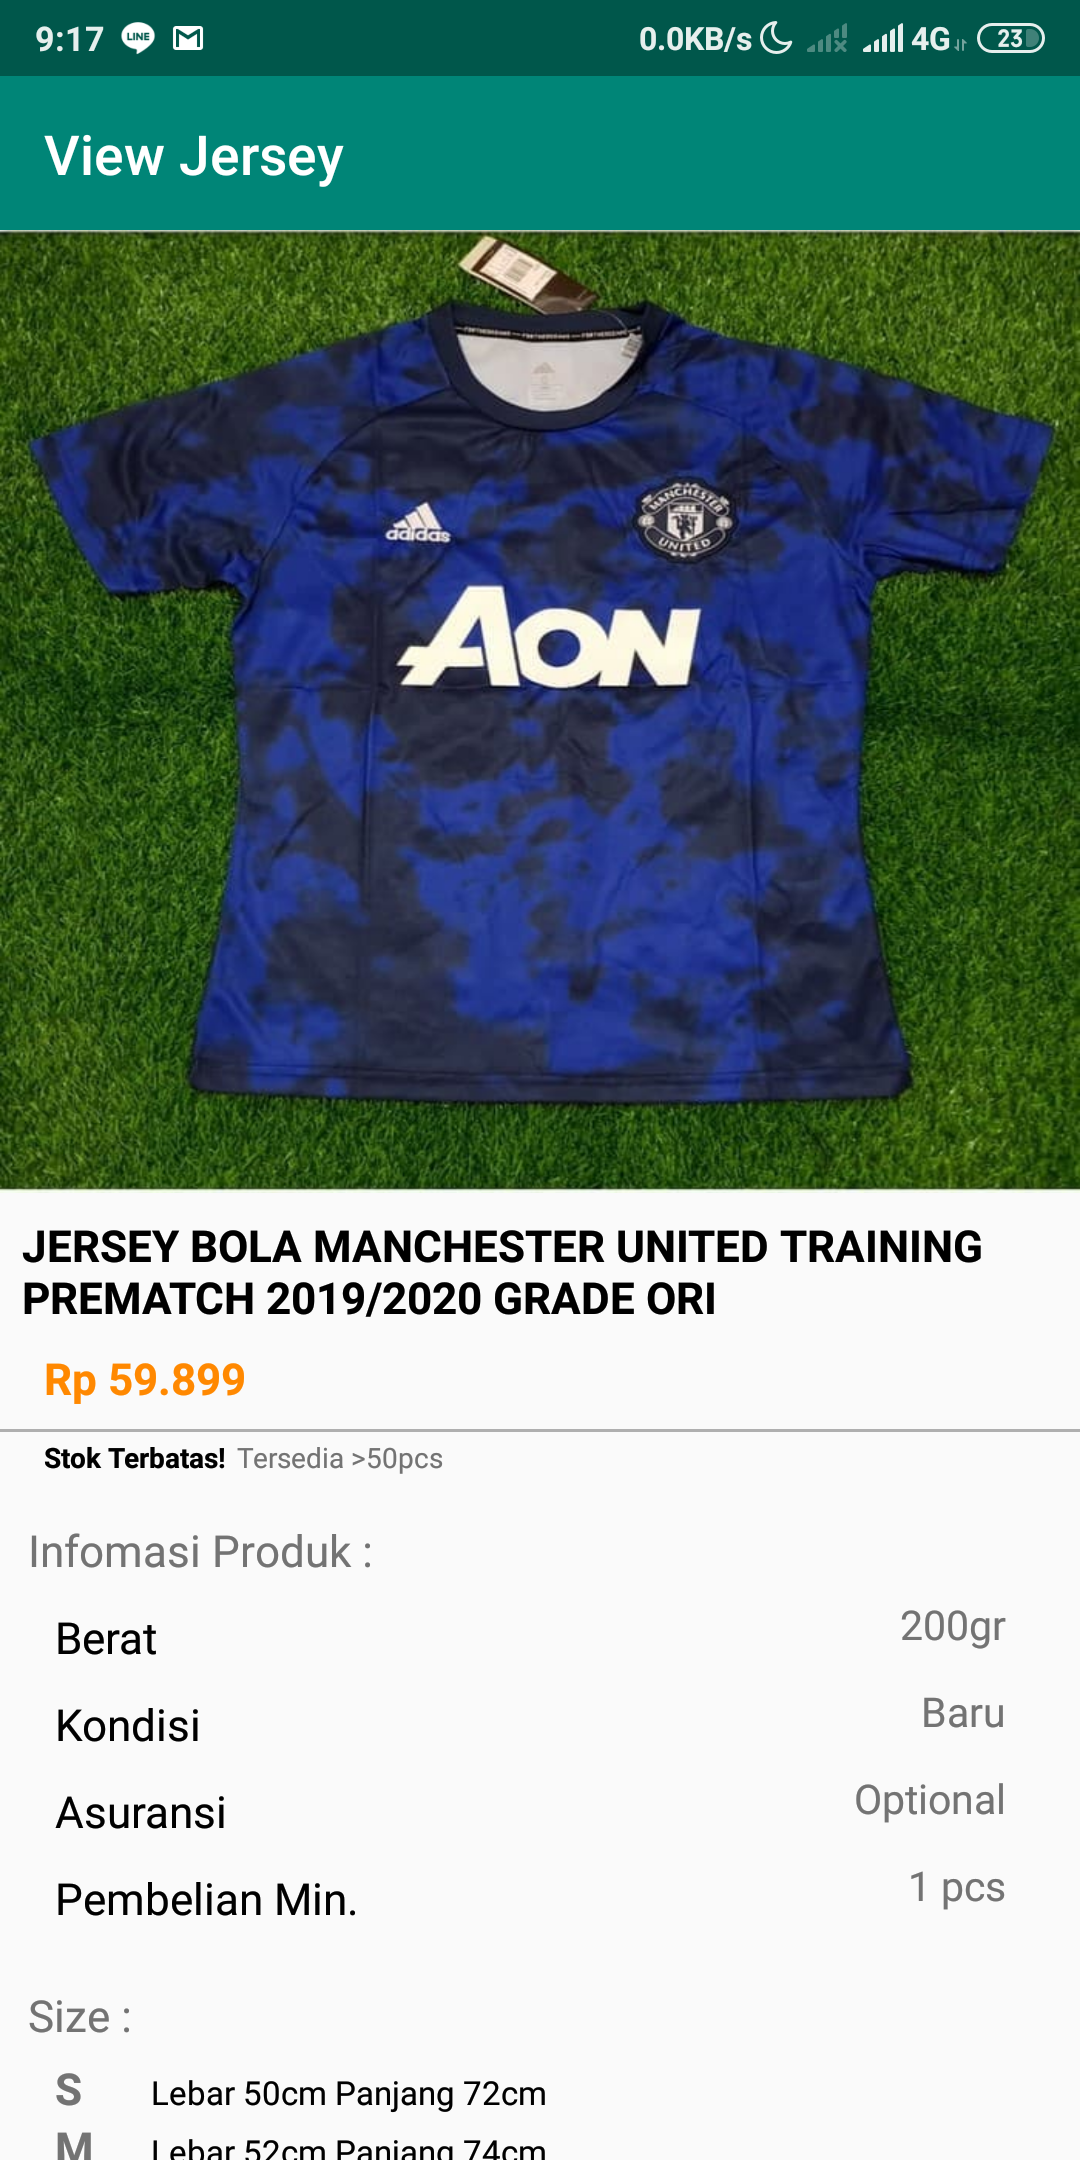 9:17 LINE 0.0KB/s 4G 23
View Jersey
adidas
MANCHESTER
UNITED
AON
JERSEY BOLA MANCHESTER UNITED TRAINING
PREMATCH 2019/2020 GRADE ORI
Rp 59.899
Stok Terbatas! Tersedia >50pcs
Infomasi Produk :
Berat 200gr
Kondisi Baru
Asuransi Optional
Pembelian Min. 1 pcs
Size :
S Lebar 50cm Panjang 72cm
M Lebar 52cm Panjang 74cm